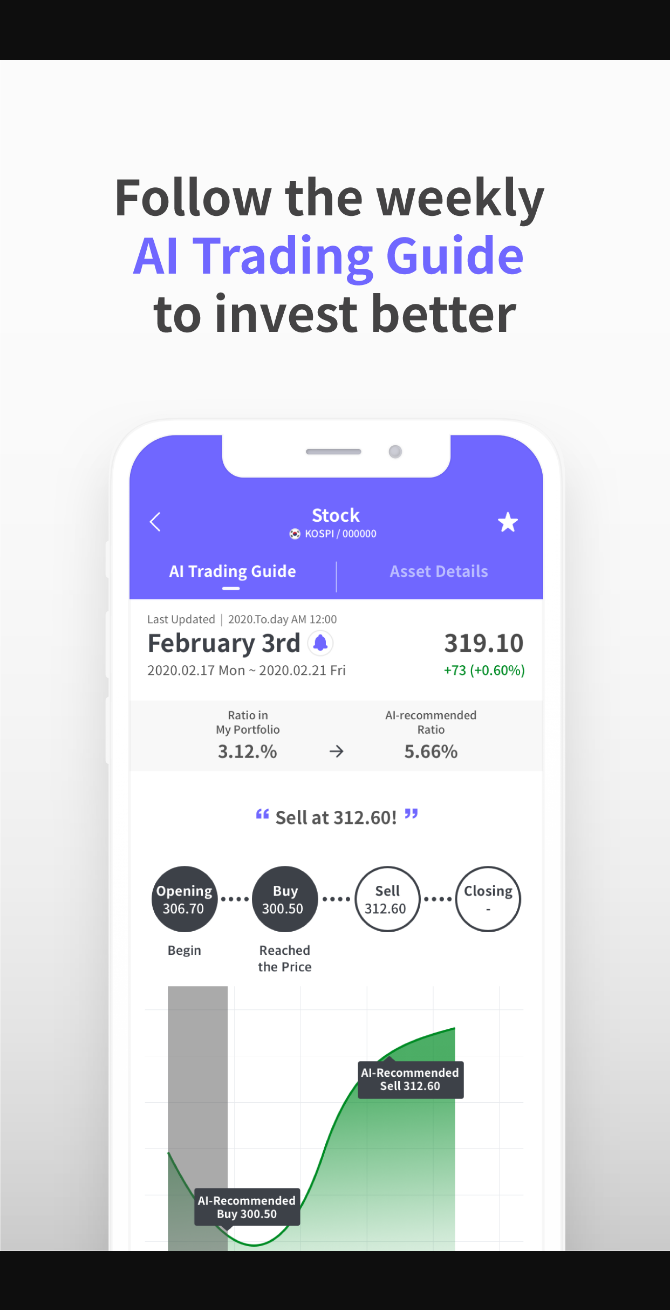 Follow the weekly
AI Trading Guide
to invest better
Stock
KOSPI / 000000
AI Trading Guide
Asset Details
Last Updated | 2020.To.day AM 12:00
February 3rd
319.10
2020.02.17 Mon ~ 2020.02.21 Fri
+73 (+0.60%)
Ratio in
My Portfolio
3.12.%
→
AI-recommended
Ratio
5.66%
“ Sell at 312.60! ”
Opening
306.70
Buy
300.50
Sell
312.60
Closing
-
Begin
Reached
the Price
AI-Recommended
Sell 312.60
AI-Recommended
Buy 300.50